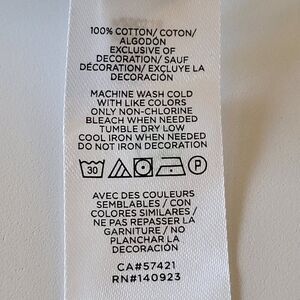 100% COTTON/ COTON/
ALGODÓN
EXCLUSIVE OF
DECORATION/ SAUF
DÉCORATION/ EXCLUYE LA
DECORACIÓN
MACHINE WASH COLD
WITH LIKE COLORS
ONLY NON-CHLORINE
BLEACH WHEN NEEDED
TUMBLE DRY LOW
COOL IRON WHEN NEEDED
DO NOT IRON DECORATION
30 P
AVEC DES COULEURS
SEMBLABLES / CON
COLORES SIMILARES /
NE PAS REPASSER LA
GARNITURE / NO
PLANCHAR LA
DECORACIÓN
CA#57421
RN#140923